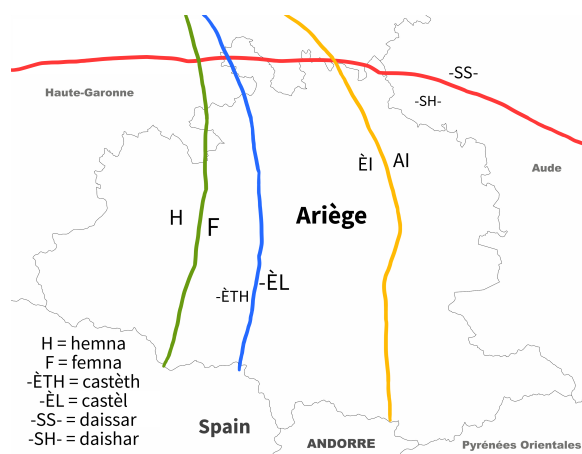 -SS-
Haute-Garonne
-SH-
ÈI AI
Aude
H F
Ariège
-ÈTH -ÈL
H = hemna
F = femna
-ÈTH = castèth
-ÈL = castèl
-SS- = daissar
-SH- = daishar
Spain
ANDORRE
Pyrénées Orientales